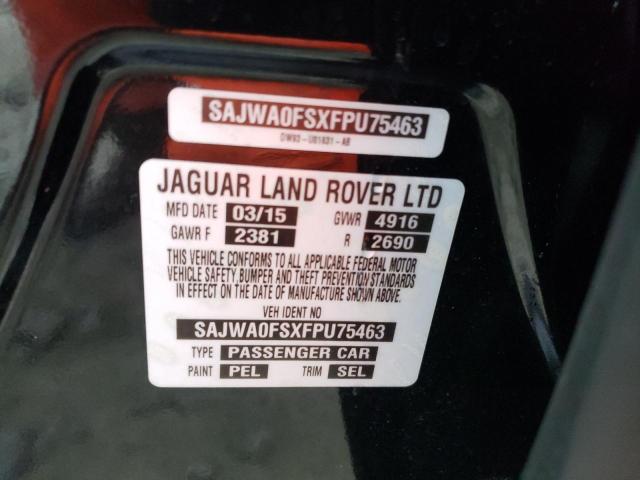 SAJWA0FSXFPU75463
JAGUAR LAND ROVER LTD
MFD DATE 03/15 GVWR 4916
GAWR F 2381 R 2690
THIS VEHICLE CONFORMS TO ALL APPLICABLE FEDERAL MOTOR
VEHICLE SAFETY, BUMPER AND THEFT PREVENTION STANDARDS
IN EFFECT ON THE DATE OF MANUFACTURE SHOWN ABOVE.
VEH IDENT NO
SAJWA0FSXFPU75463
TYPE PASSENGER CAR
PAINT PEL TRIM SEL